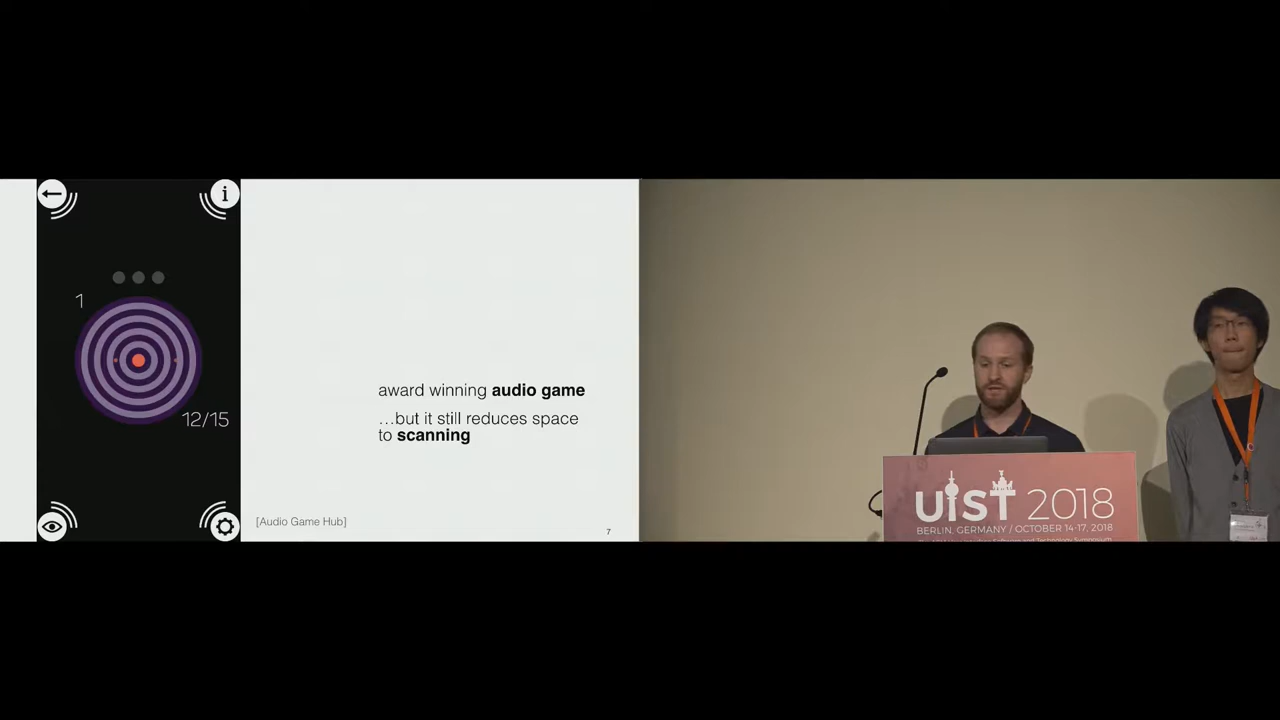 i
1
12/15
award winning audio game
…but it still reduces space
to scanning
[Audio Game Hub]
7
UIST 2018
BERLIN, GERMANY / OCTOBER 14-17, 2018